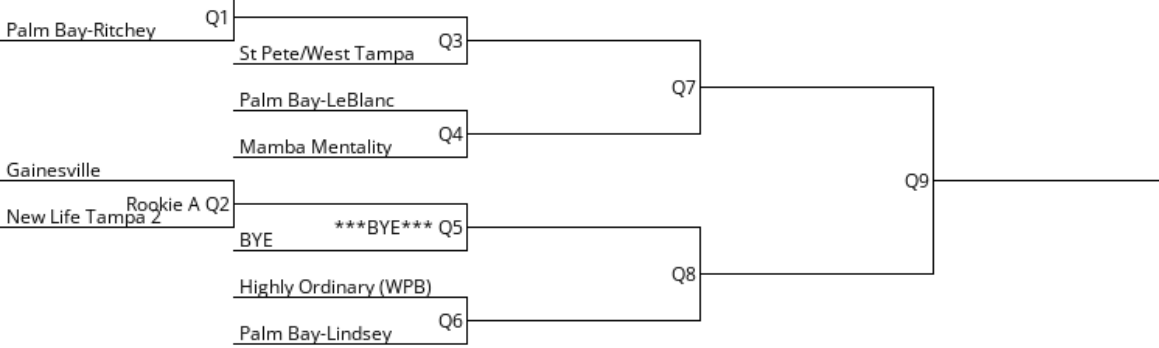 Q1
Palm Bay-Ritchey
Q3
St Pete/West Tampa
Q7
Palm Bay-LeBlanc
Q4
Mamba Mentality
Gainesville
Q9
Rookie A Q2
New Life Tampa 2
***BYE*** Q5
BYE
Q8
Highly Ordinary (WPB)
Q6
Palm Bay-Lindsey